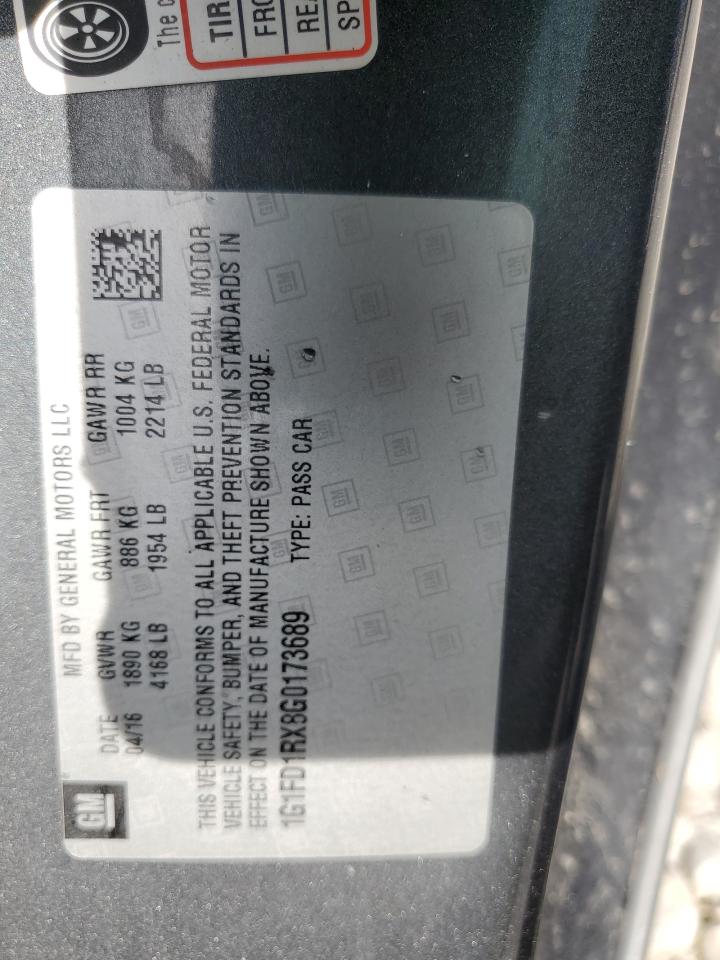 The
TIR
FRO
REA
SP
GM
MFD BY GENERAL MOTORS LLC
DATE GVWR GAWR FRT GAWR RR
04/16 1890 KG 886 KG 1004 KG
4168 LB 1954 LB 2214 LB
THIS VEHICLE CONFORMS TO ALL APPLICABLE U.S. FEDERAL MOTOR
VEHICLE SAFETY, BUMPER, AND THEFT PREVENTION STANDARDS IN
EFFECT ON THE DATE OF MANUFACTURE SHOWN ABOVE.
1G1FD1RX8G0173689 TYPE: PASS CAR